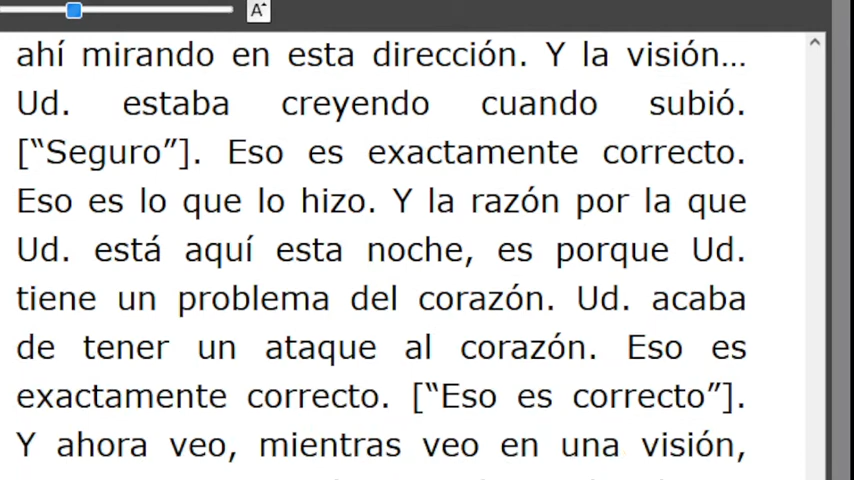 A
ahí mirando en esta dirección. Y la visión...
Ud. estaba creyendo cuando subió.
[“Seguro”]. Eso es exactamente correcto.
Eso es lo que lo hizo. Y la razón por la que
Ud. está aquí esta noche, es porque Ud.
tiene un problema del corazón. Ud. acaba
de tener un ataque al corazón. Eso es
exactamente correcto. [“Eso es correcto”].
Y ahora veo, mientras veo en una visión,